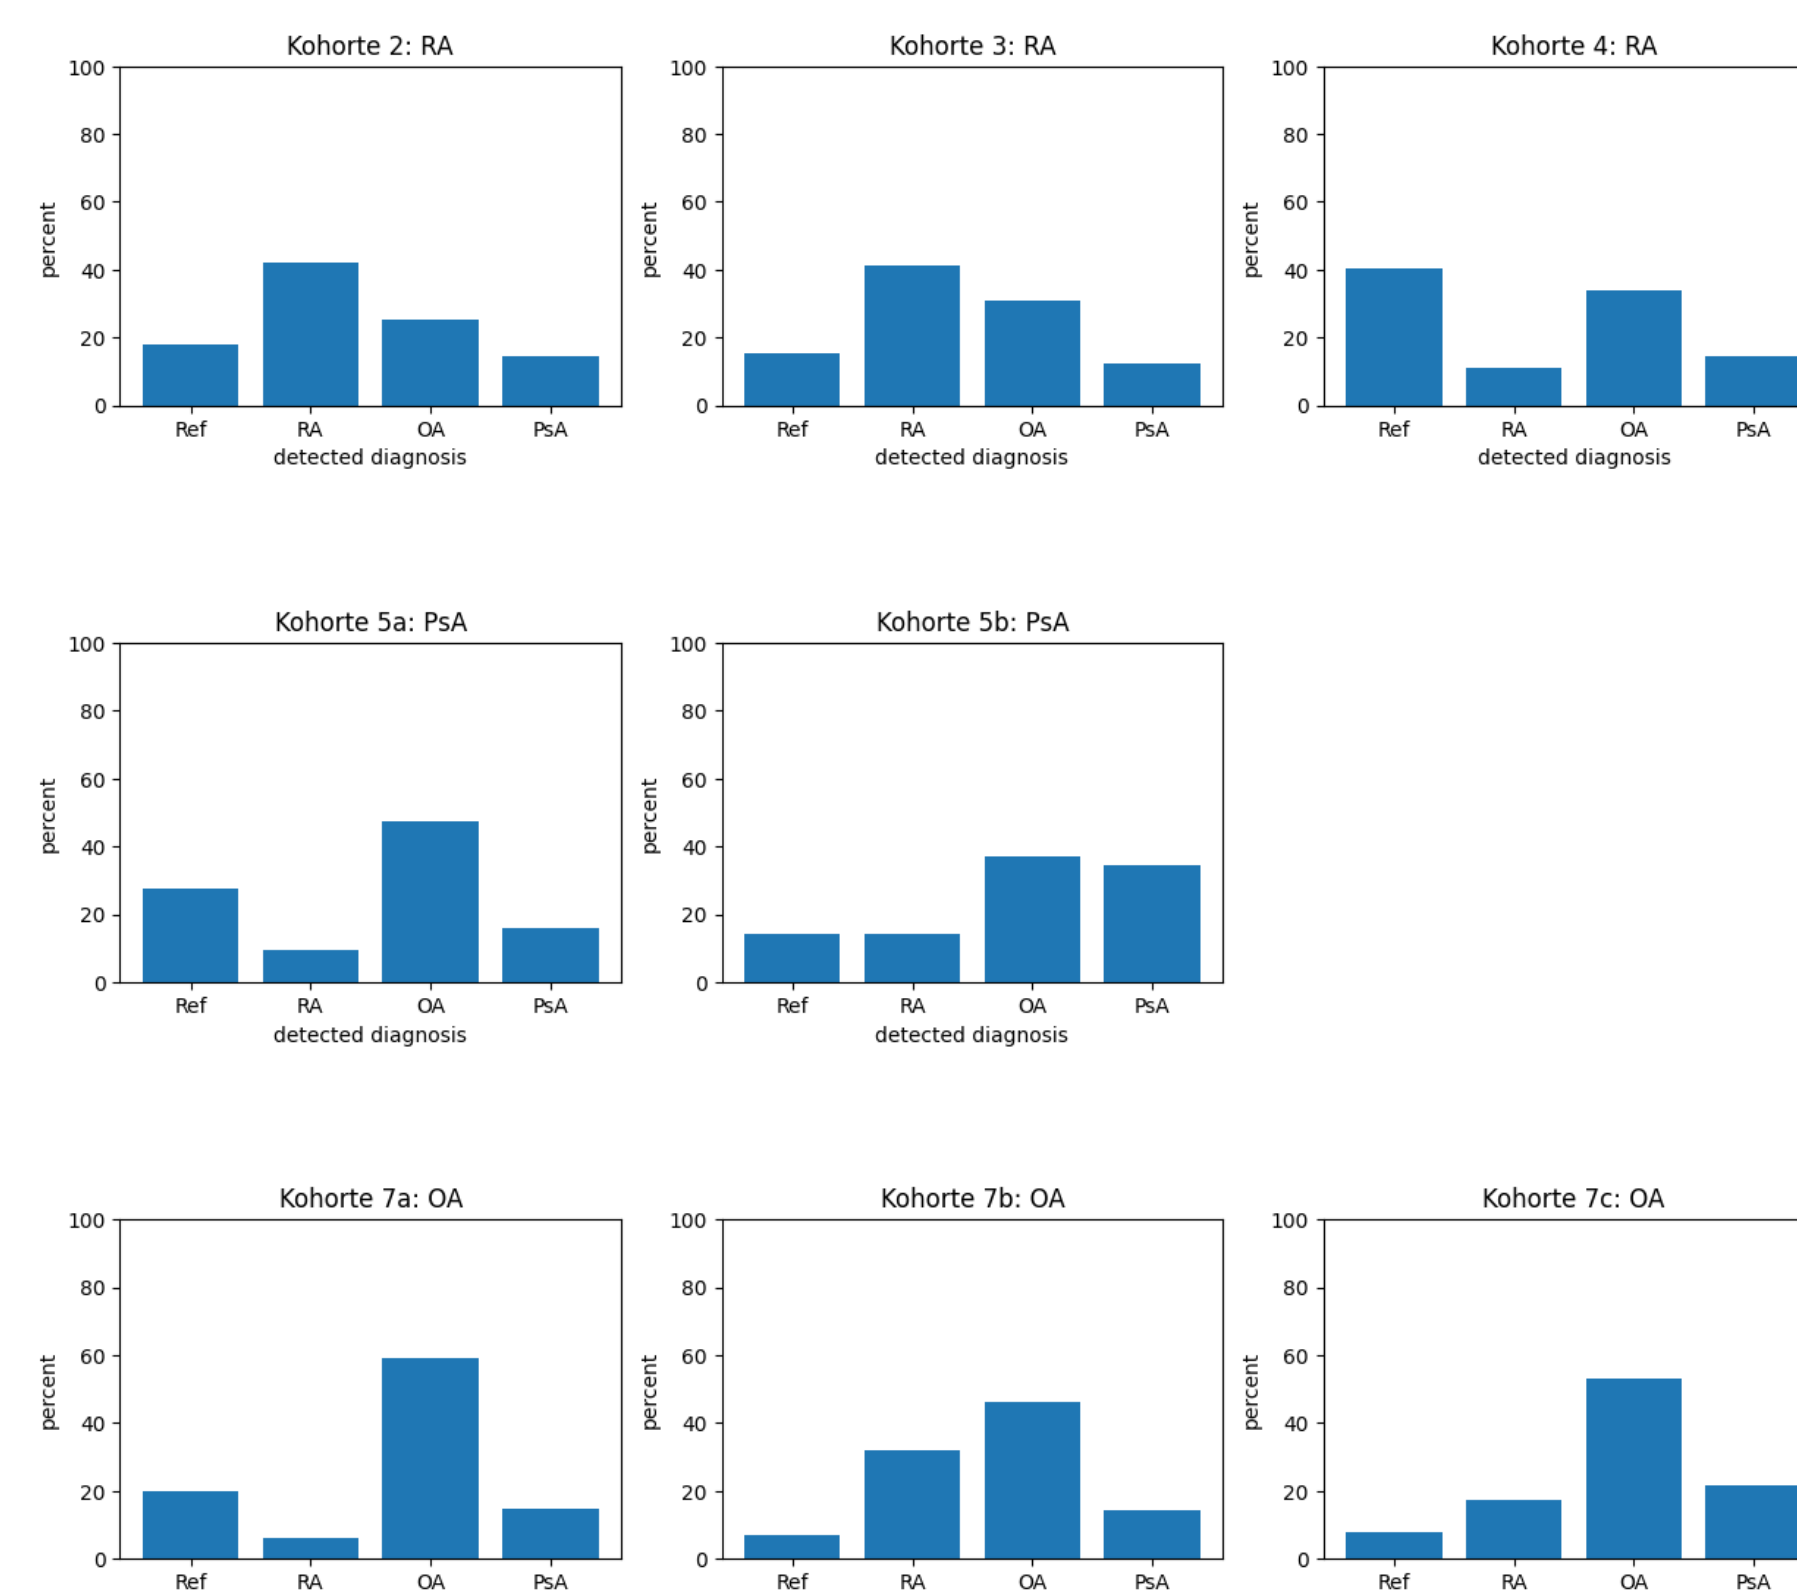 Kohorte 2: RA
100
80
60
40
20
0
percent
Ref RA OA PsA
detected diagnosis
Kohorte 3: RA
100
80
60
40
20
0
percent
Ref RA OA PsA
detected diagnosis
Kohorte 4: RA
100
80
60
40
20
0
percent
Ref RA OA PsA
detected diagnosis
Kohorte 5a: PsA
100
80
60
40
20
0
percent
Ref RA OA PsA
detected diagnosis
Kohorte 5b: PsA
100
80
60
40
20
0
percent
Ref RA OA PsA
detected diagnosis
Kohorte 7a: OA
100
80
60
40
20
0
percent
Ref RA OA PsA
Kohorte 7b: OA
100
80
60
40
20
0
percent
Ref RA OA PsA
Kohorte 7c: OA
100
80
60
40
20
0
percent
Ref RA OA PsA